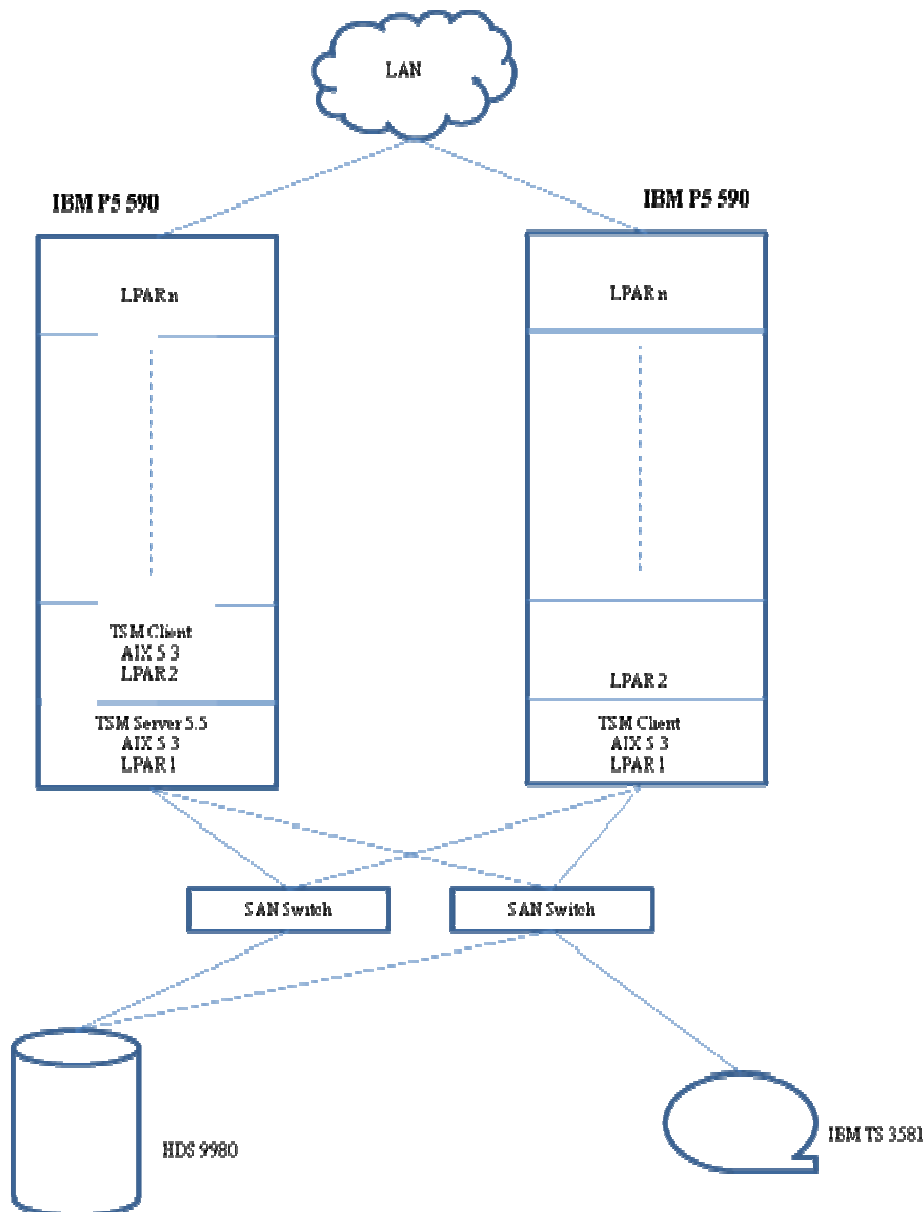 LAN
IBM P5 590
IBM P5 590
LPAR n
LPAR n
TSM Client
AIX 5 3
LPAR 2
LPAR 2
TSM Server 5.5
AIX 5 3
LPAR 1
TSM Client
AIX 5 3
LPAR 1
SAN Switch
SAN Switch
HDS 9980
IBM TS 3581